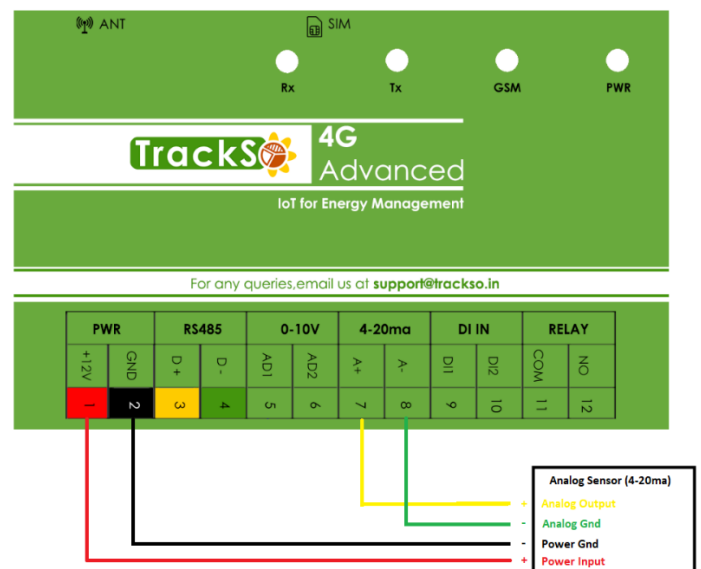 ANT
SIM
Rx Tx GSM PWR
TrackSo 4G
Advanced
IoT for Energy Management
For any queries,email us at support@trackso.in
PWR RS485 0-10V 4-20ma DI IN RELAY
+12V GND D+ D- AD1 AD2 A+ A- DI1 DI2 COM NO
1 2 3 4 5 6 7 8 9 10 11 12
Analog Sensor (4-20ma)
+ Analog Output
- Analog Gnd
- Power Gnd
+ Power Input